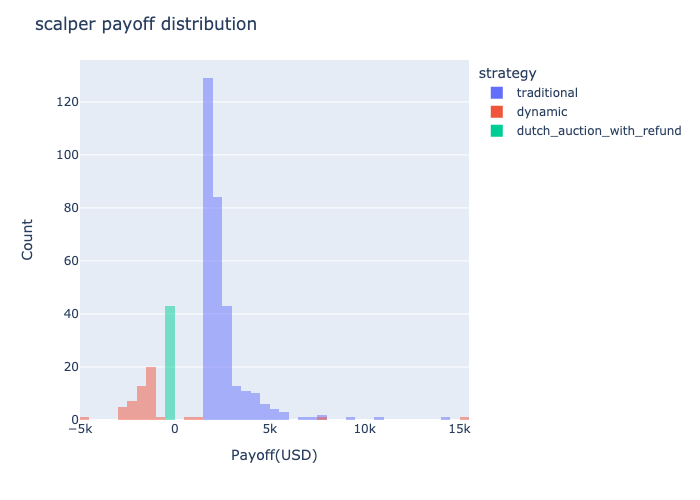 scalper payoff distribution
strategy
traditional
dynamic
dutch_auction_with_refund
Count
120
100
80
60
40
20
0
−5k 0 5k 10k 15k
Payoff(USD)